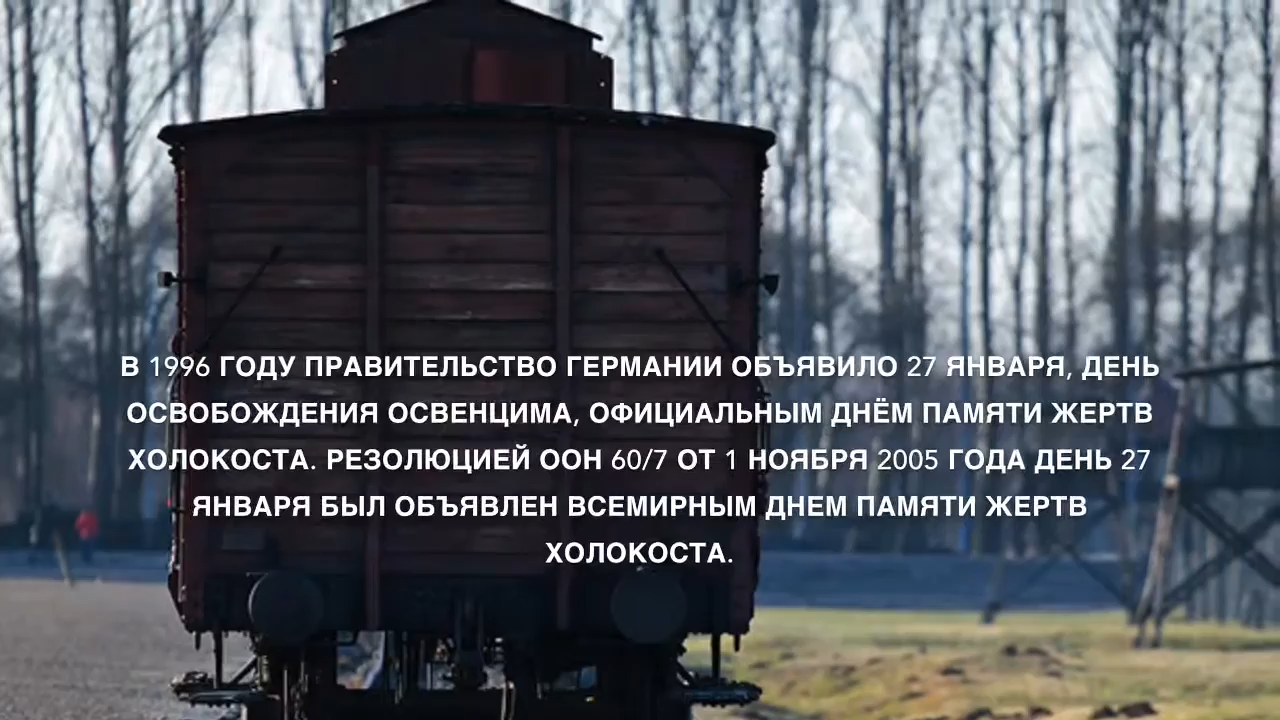 В 1996 ГОДУ ПРАВИТЕЛЬСТВО ГЕРМАНИИ ОБЪЯВИЛО 27 ЯНВАРЯ, ДЕНЬ
ОСВОБОЖДЕНИЯ ОСВЕНЦИМА, ОФИЦИАЛЬНЫМ ДНЁМ ПАМЯТИ ЖЕРТВ
ХОЛОКОСТА. РЕЗОЛЮЦИЕЙ ООН 60/7 ОТ 1 НОЯБРЯ 2005 ГОДА ДЕНЬ 27
ЯНВАРЯ БЫЛ ОБЪЯВЛЕН ВСЕМИРНЫМ ДНЕМ ПАМЯТИ ЖЕРТВ
ХОЛОКОСТА.